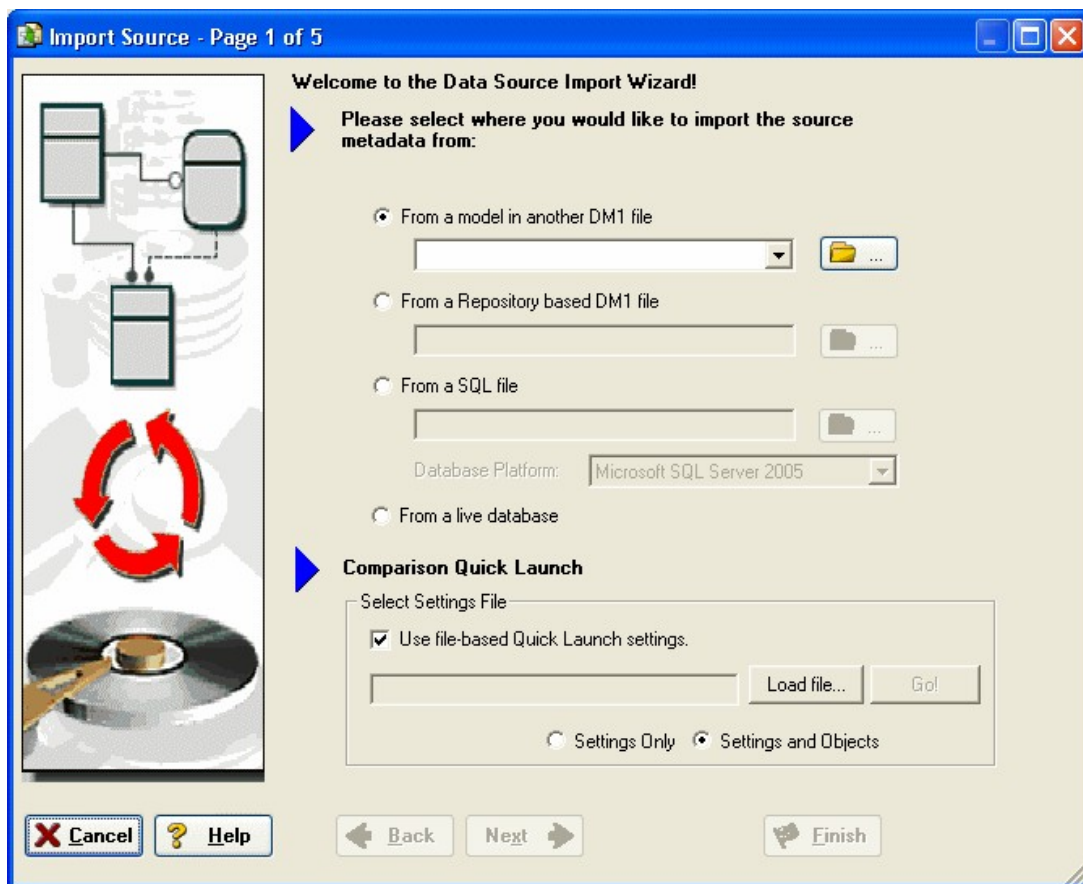 Import Source - Page 1 of 5
Welcome to the Data Source Import Wizard!
Please select where you would like to import the source
metadata from:
From a model in another DM1 file
...
From a Repository based DM1 file
...
From a SQL file
...
Database Platform: Microsoft SQL Server 2005
From a live database
Comparison Quick Launch
Select Settings File
Use file-based Quick Launch settings.
Load file... Go!
Settings Only Settings and Objects
Cancel ? Help Back Next Finish